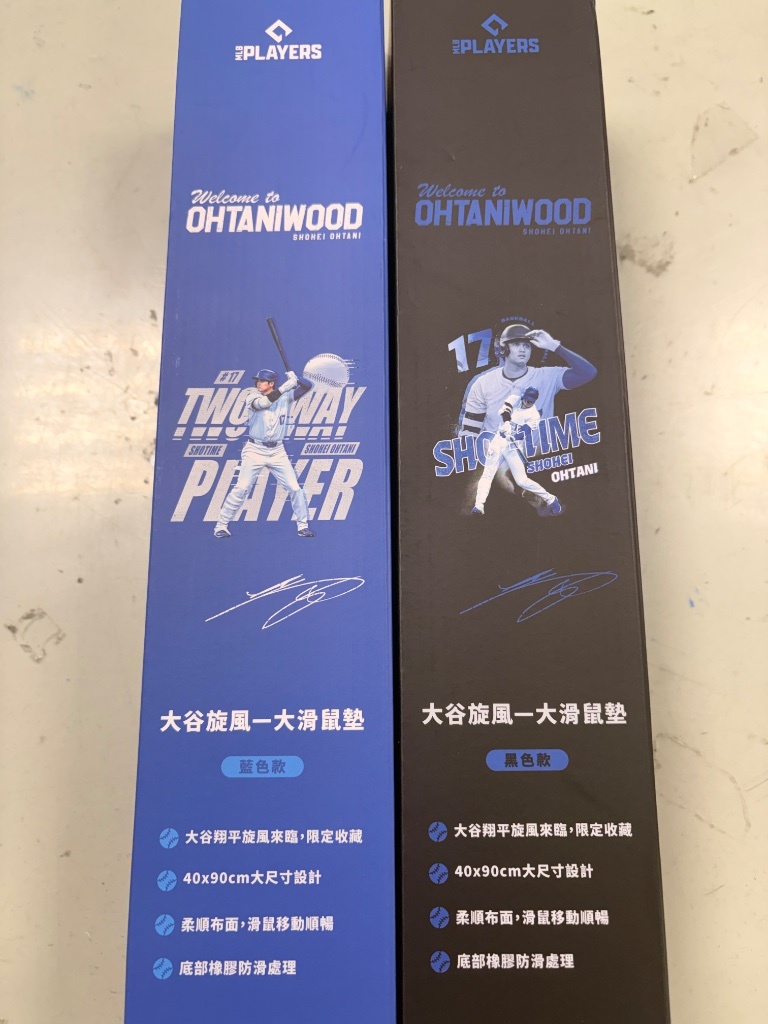 MLB PLAYERS
Welcome to
OHTANIWOOD
SHOHEI OHTANI
#17
TWO WAY
SHOTIME SHOHEI OHTANI
PLAYER
大谷旋風—大滑鼠墊
藍色款
大谷翔平旋風來臨,限定收藏
40x90cm大尺寸設計
柔順布面,滑鼠移動順暢
底部橡膠防滑處理
MLB PLAYERS
Welcome to
OHTANIWOOD
SHOHEI OHTANI
17
BASEBALL
SHOTIME
SHOHEI
OHTANI
大谷旋風—大滑鼠墊
黑色款
大谷翔平旋風來臨,限定收藏
40x90cm大尺寸設計
柔順布面,滑鼠移動順暢
底部橡膠防滑處理